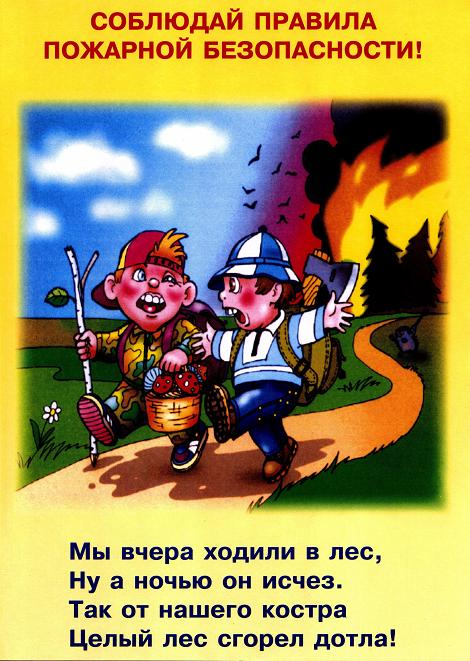 СОБЛЮДАЙ ПРАВИЛА
ПОЖАРНОЙ БЕЗОПАСНОСТИ!
Мы вчера ходили в лес,
Ну а ночью он исчез.
Так от нашего костра
Целый лес сгорел дотла!